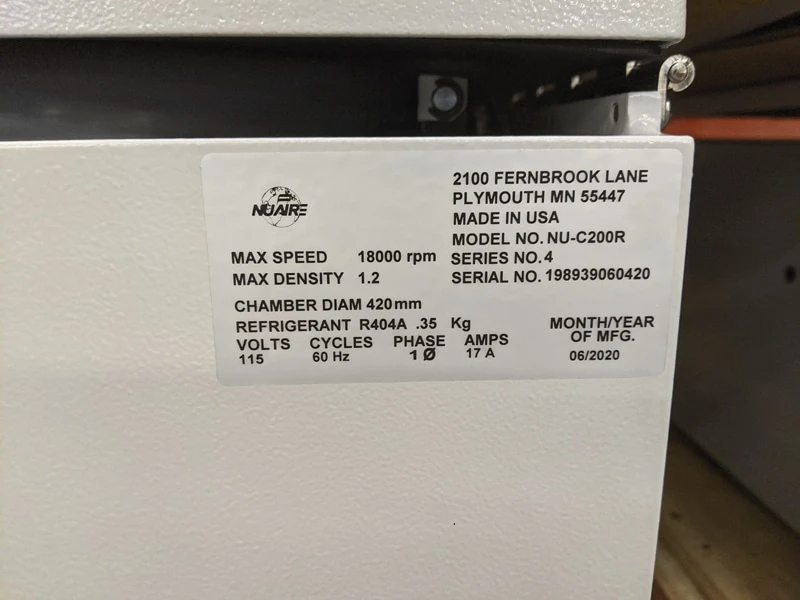 NUAIRE
2100 FERNBROOK LANE
PLYMOUTH MN 55447
MADE IN USA
MODEL NO. NU-C200R
MAX SPEED 18000 rpm SERIES NO. 4
MAX DENSITY 1.2 SERIAL NO. 198939060420
CHAMBER DIAM 420mm
REFRIGERANT R404A .35 Kg MONTH/YEAR
VOLTS CYCLES PHASE AMPS OF MFG.
115 60 Hz 1 Ø 17 A 06/2020